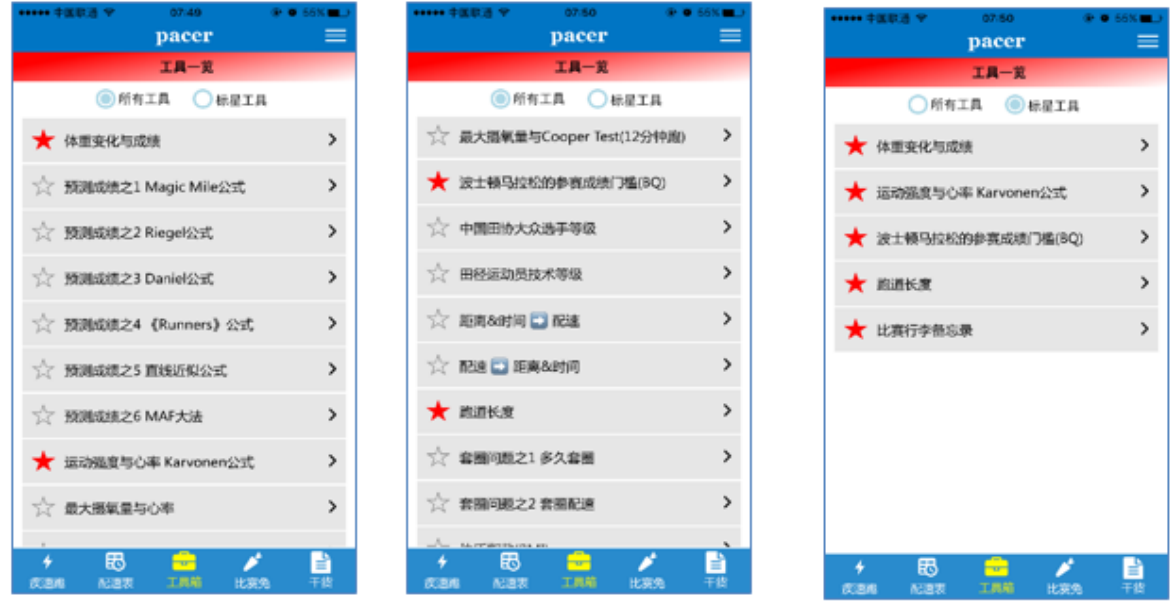 中国联通
07:49
55%
pacer
工具一览
所有工具
标星工具
体重变化与成绩
预测成绩之1 Magic Mile公式
预测成绩之2 Riegel公式
预测成绩之3 Daniel公式
预测成绩之4 《Runners》公式
预测成绩之5 直线近似公式
预测成绩之6 MAF大法
运动强度与心率 Karvonen公式
最大摄氧量与心率
配速表
工具箱
比赛兔
干货
中国联通
07:50
55%
pacer
工具一览
所有工具
标星工具
最大摄氧量与Cooper Test(12分钟跑)
波士顿马拉松的参赛成绩门槛(BQ)
中国田协大众选手等级
田径运动员技术等级
距离&时间 ➡ 配速
配速 ➡ 距离&时间
跑道长度
套圈问题之1 多久套圈
套圈问题之2 套圈配速
配速表
工具箱
比赛兔
干货
中国联通
07:50
55%
pacer
工具一览
所有工具
标星工具
体重变化与成绩
运动强度与心率 Karvonen公式
波士顿马拉松的参赛成绩门槛(BQ)
跑道长度
比赛行李备忘录
配速表
工具箱
比赛兔
干货